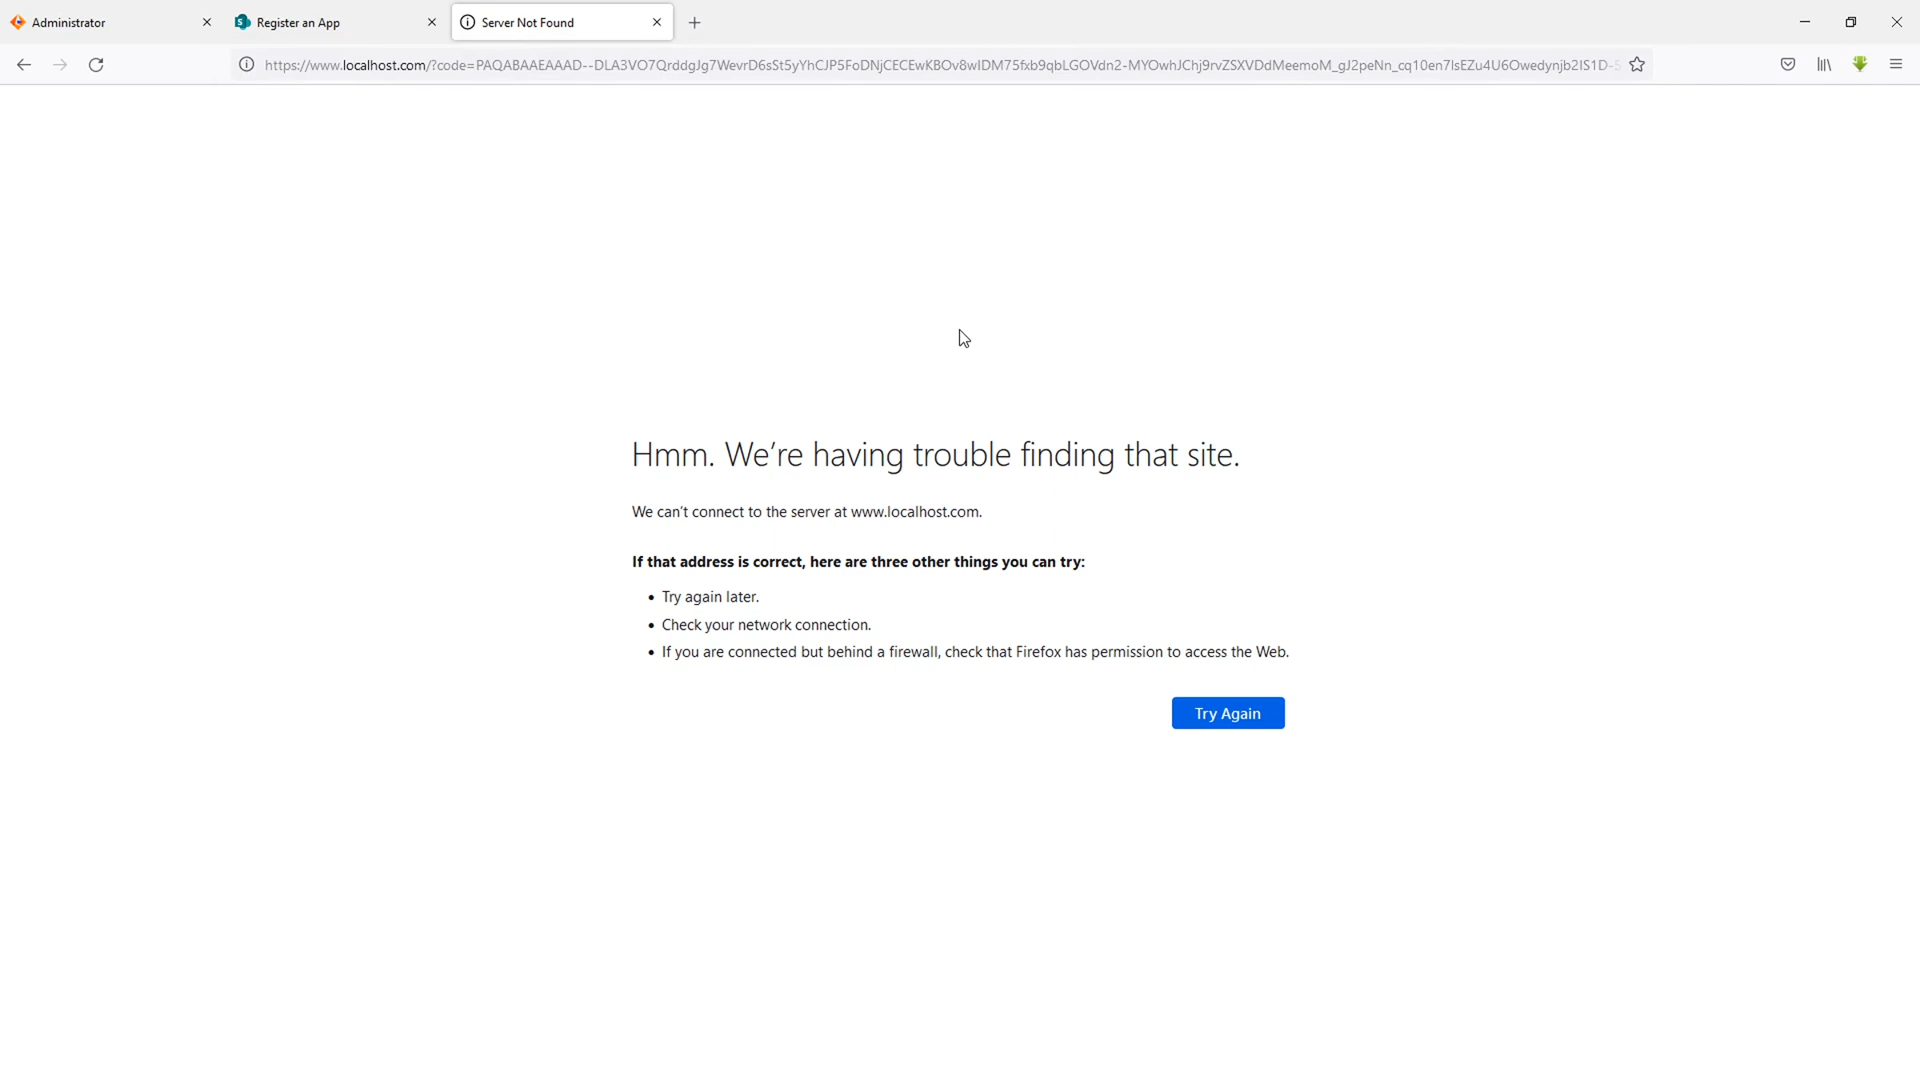 Administrator
Register an App
Server Not Found
https://www.localhost.com/?code=PAQABAAEAAAD--DLA3VO7QrddgJg7WevrD6sSt5yYhCJP5FoDNjCECEwKBOv8wIDM75fxb9qbLGOVdn2-MYOwhJChj9rvZSXVDdMeemoM_gJ2peNn_cq10en7lsEZu4U6Owedynjb2IS1D-5
Hmm. We're having trouble finding that site.
We can't connect to the server at www.localhost.com.
If that address is correct, here are three other things you can try:
• Try again later.
• Check your network connection.
• If you are connected but behind a firewall, check that Firefox has permission to access the Web.
Try Again